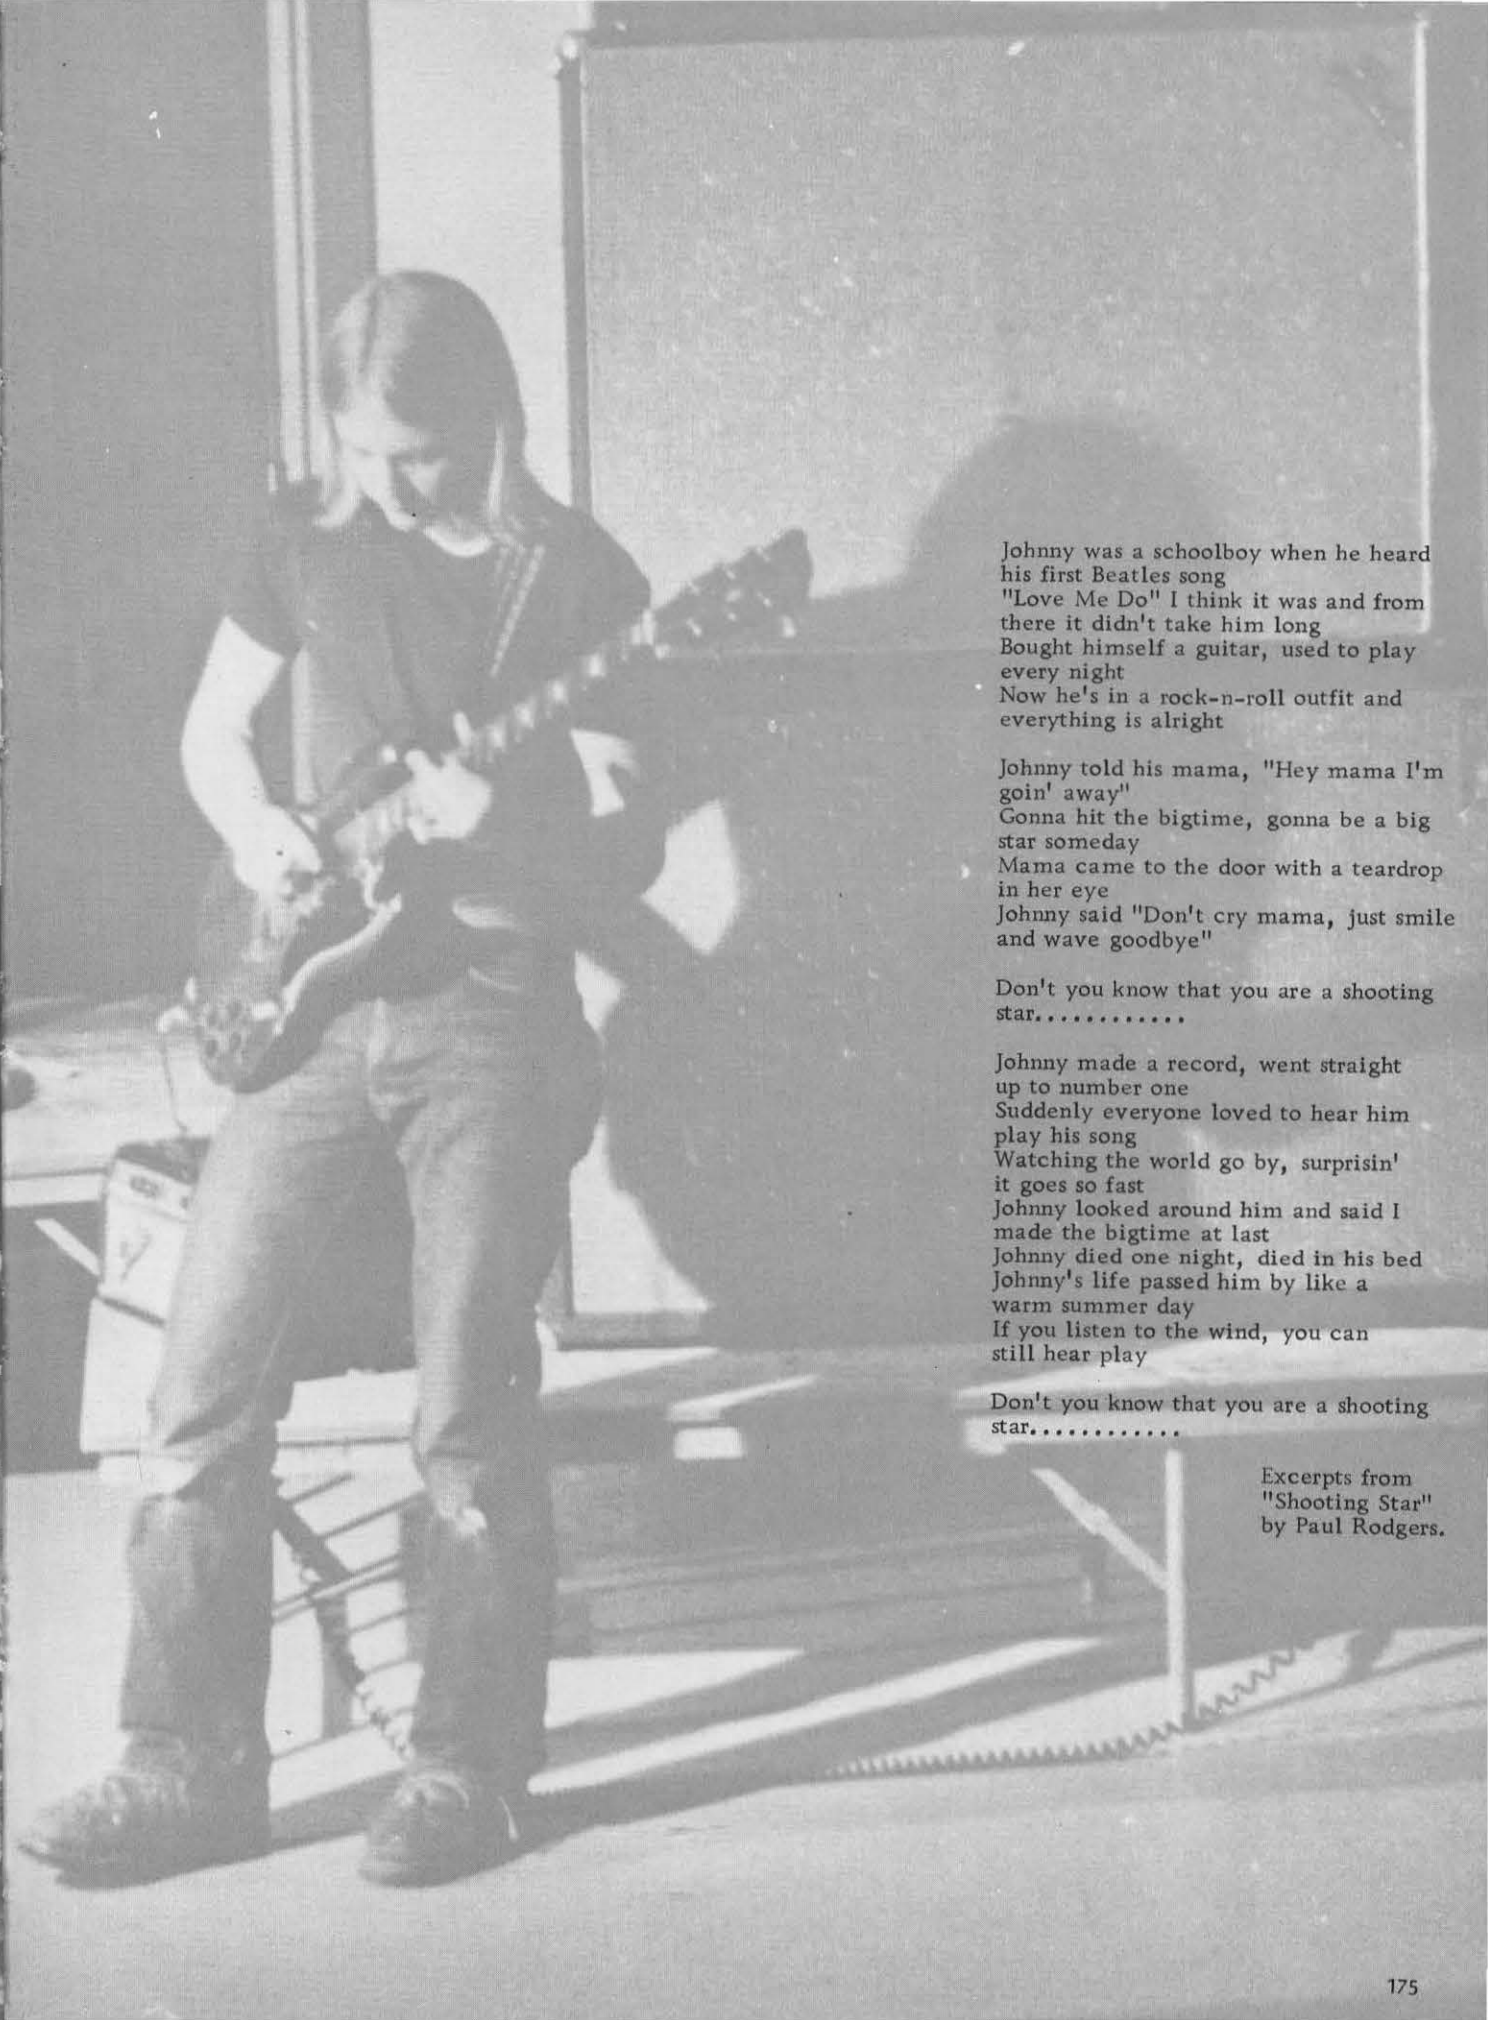 Johnny was a schoolboy when he heard
his first Beatles song
"Love Me Do" I think it was and from
there it didn't take him long
Bought himself a guitar, used to play
every night
Now he's in a rock-n-roll outfit and
everything is alright
Johnny told his mama, "Hey mama I'm
goin' away"
Gonna hit the bigtime, gonna be a big
star someday
Mama came to the door with a teardrop
in her eye
Johnny said "Don't cry mama, just smile
and wave goodbye"
Don't you know that you are a shooting
star............
Johnny made a record, went straight
up to number one
Suddenly everyone loved to hear him
play his song
Watching the world go by, surprisin'
it goes so fast
Johnny looked around him and said I
made the bigtime at last
Johnny died one night, died in his bed
Johnny's life passed him by like a
warm summer day
If you listen to the wind, you can
still hear play
Don't you know that you are a shooting
star............
Excerpts from
"Shooting Star"
by Paul Rodgers.
175